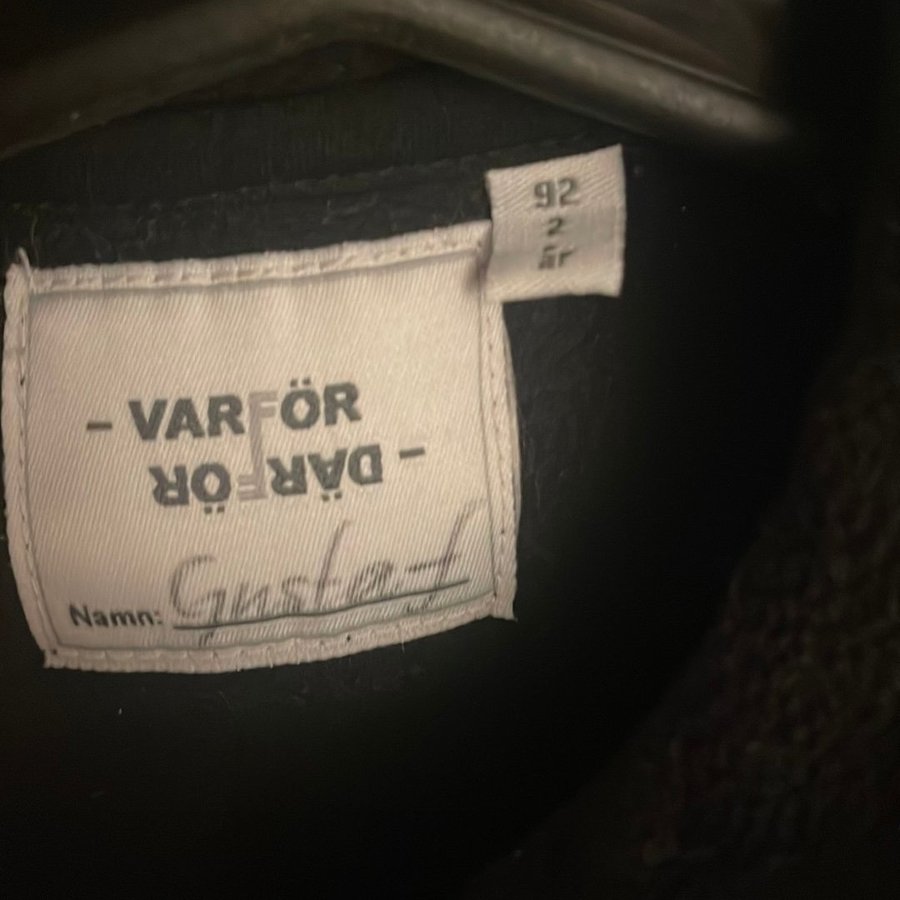 92
2
år
- VARFÖR
DÄRFÖR -
Namn: Gustaf